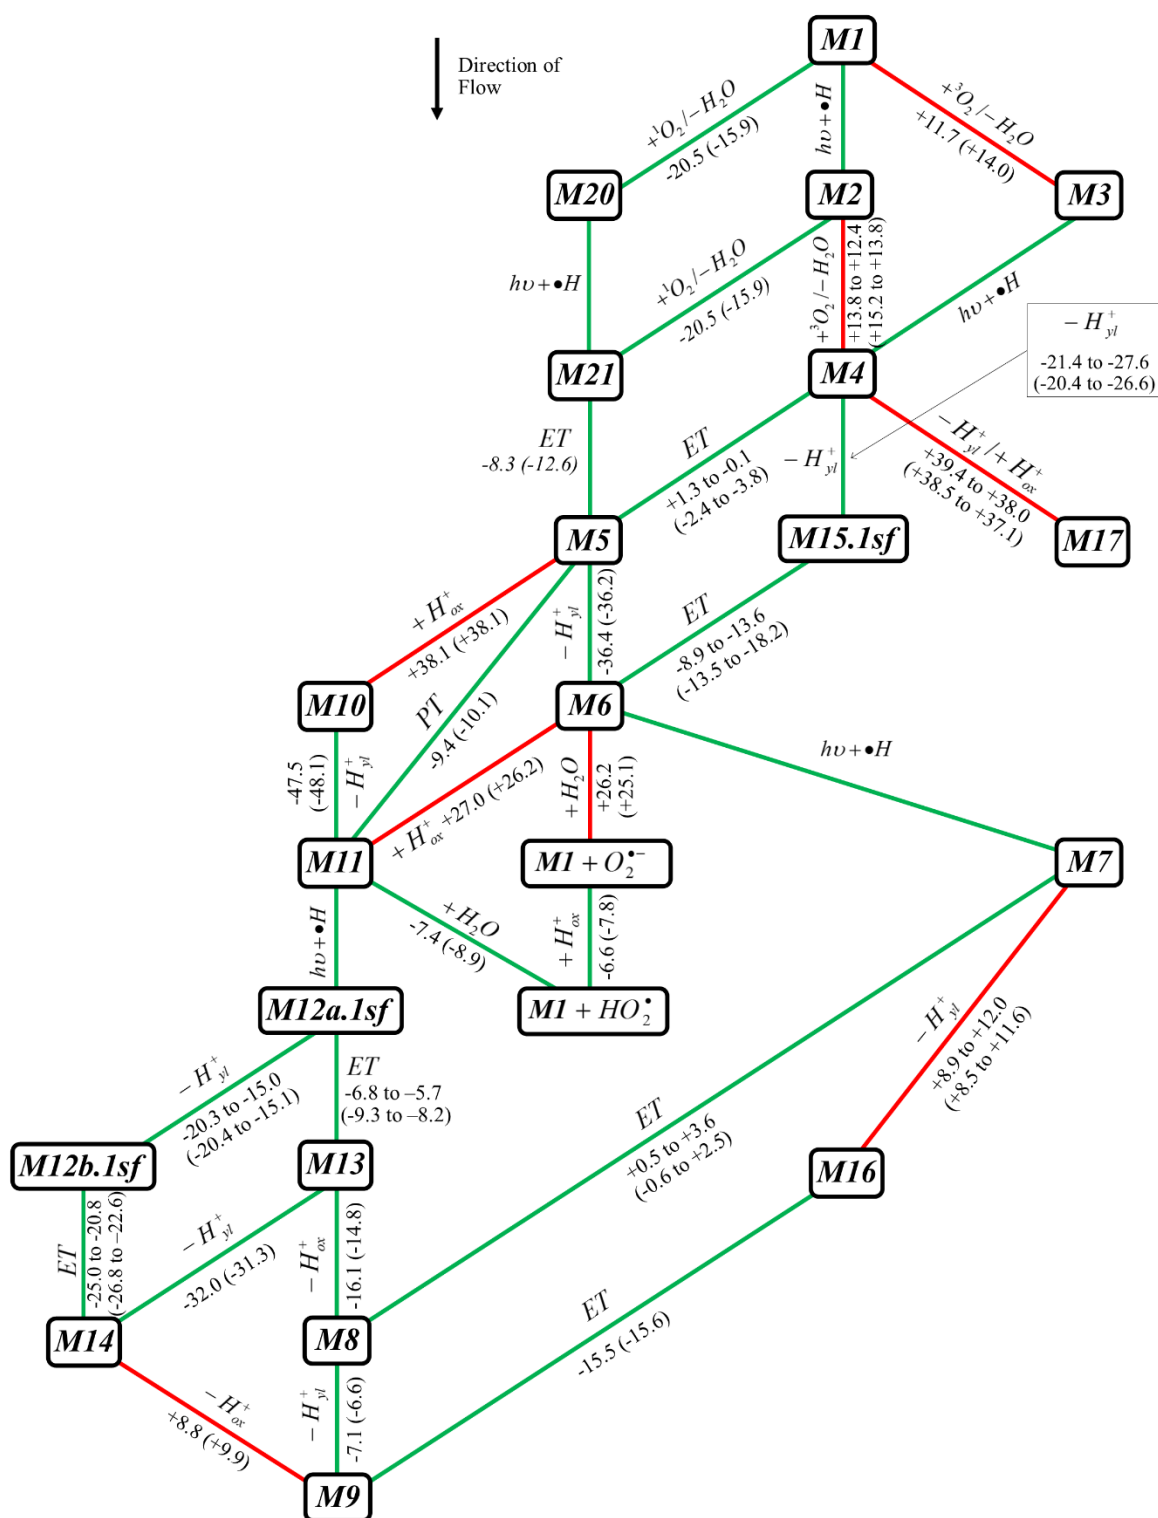 M1
Direction of
Flow
+¹O₂/−H₂O
-20.5 (-15.9)
hυ+•H
+³O₂/−H₂O
+11.7 (+14.0)
M20
M2
M3
hυ+•H
+¹O₂/−H₂O
-20.5 (-15.9)
+³O₂/−H₂O
+13.8 to +12.4
(+15.2 to +13.8)
hυ+•H
−H⁺yl
-21.4 to -27.6
(-20.4 to -26.6)
M21
M4
ET
-8.3 (-12.6)
ET
+1.3 to -0.1
(-2.4 to -3.8)
−H⁺yl
−H⁺yl/+H⁺ox
+39.4 to +38.0
(+38.5 to +37.1)
M5
M15.1sf
M17
+H⁺ox
+38.1 (+38.1)
PT
-9.4 (-10.1)
−H⁺yl
-36.4 (-36.2)
ET
-8.9 to -13.6
(-13.5 to -18.2)
M10
M6
-47.5
(-48.1)
−H⁺yl
+H⁺ox +27.0 (+26.2)
+H₂O
+26.2
(+25.1)
hυ+•H
M11
M1 + O₂•−
M7
hυ+•H
+H₂O
-7.4 (-8.9)
+H⁺ox
-6.6 (-7.8)
M12a.1sf
M1 + HO₂•
−H⁺yl
-20.3 to -15.0
(-20.4 to -15.1)
ET
-6.8 to –5.7
(-9.3 to –8.2)
ET
+0.5 to +3.6
(-0.6 to +2.5)
−H⁺yl
+8.9 to +12.0
(+8.5 to +11.6)
M12b.1sf
M13
M16
ET
-25.0 to -20.8
(-26.8 to –22.6)
−H⁺yl
-32.0 (-31.3)
−H⁺ox
-16.1 (-14.8)
ET
-15.5 (-15.6)
M14
M8
−H⁺ox
+8.8 (+9.9)
−H⁺yl
-7.1 (-6.6)
M9